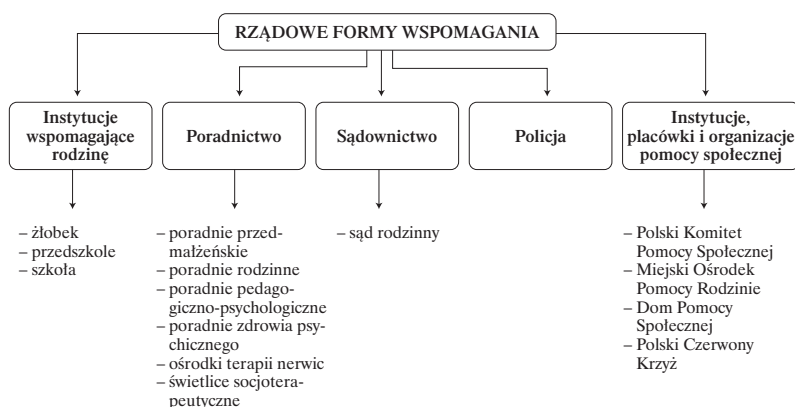 RZĄDOWE FORMY WSPOMAGANIA
Instytucje
wspomagające
rodzinę
Poradnictwo
Sądownictwo
Policja
Instytucje,
placówki i organizacje
pomocy społecznej
– żłobek
– przedszkole
– szkoła
– poradnie przed-
małżeńskie
– poradnie rodzinne
– poradnie pedago-
giczno-psychologiczne
– poradnie zdrowia psy-
chicznego
– ośrodki terapii nerwic
– świetlice socjotera-
peutyczne
– sąd rodzinny
– Polski Komitet
Pomocy Społecznej
– Miejski Ośrodek
Pomocy Rodzinie
– Dom Pomocy
Społecznej
– Polski Czerwony
Krzyż